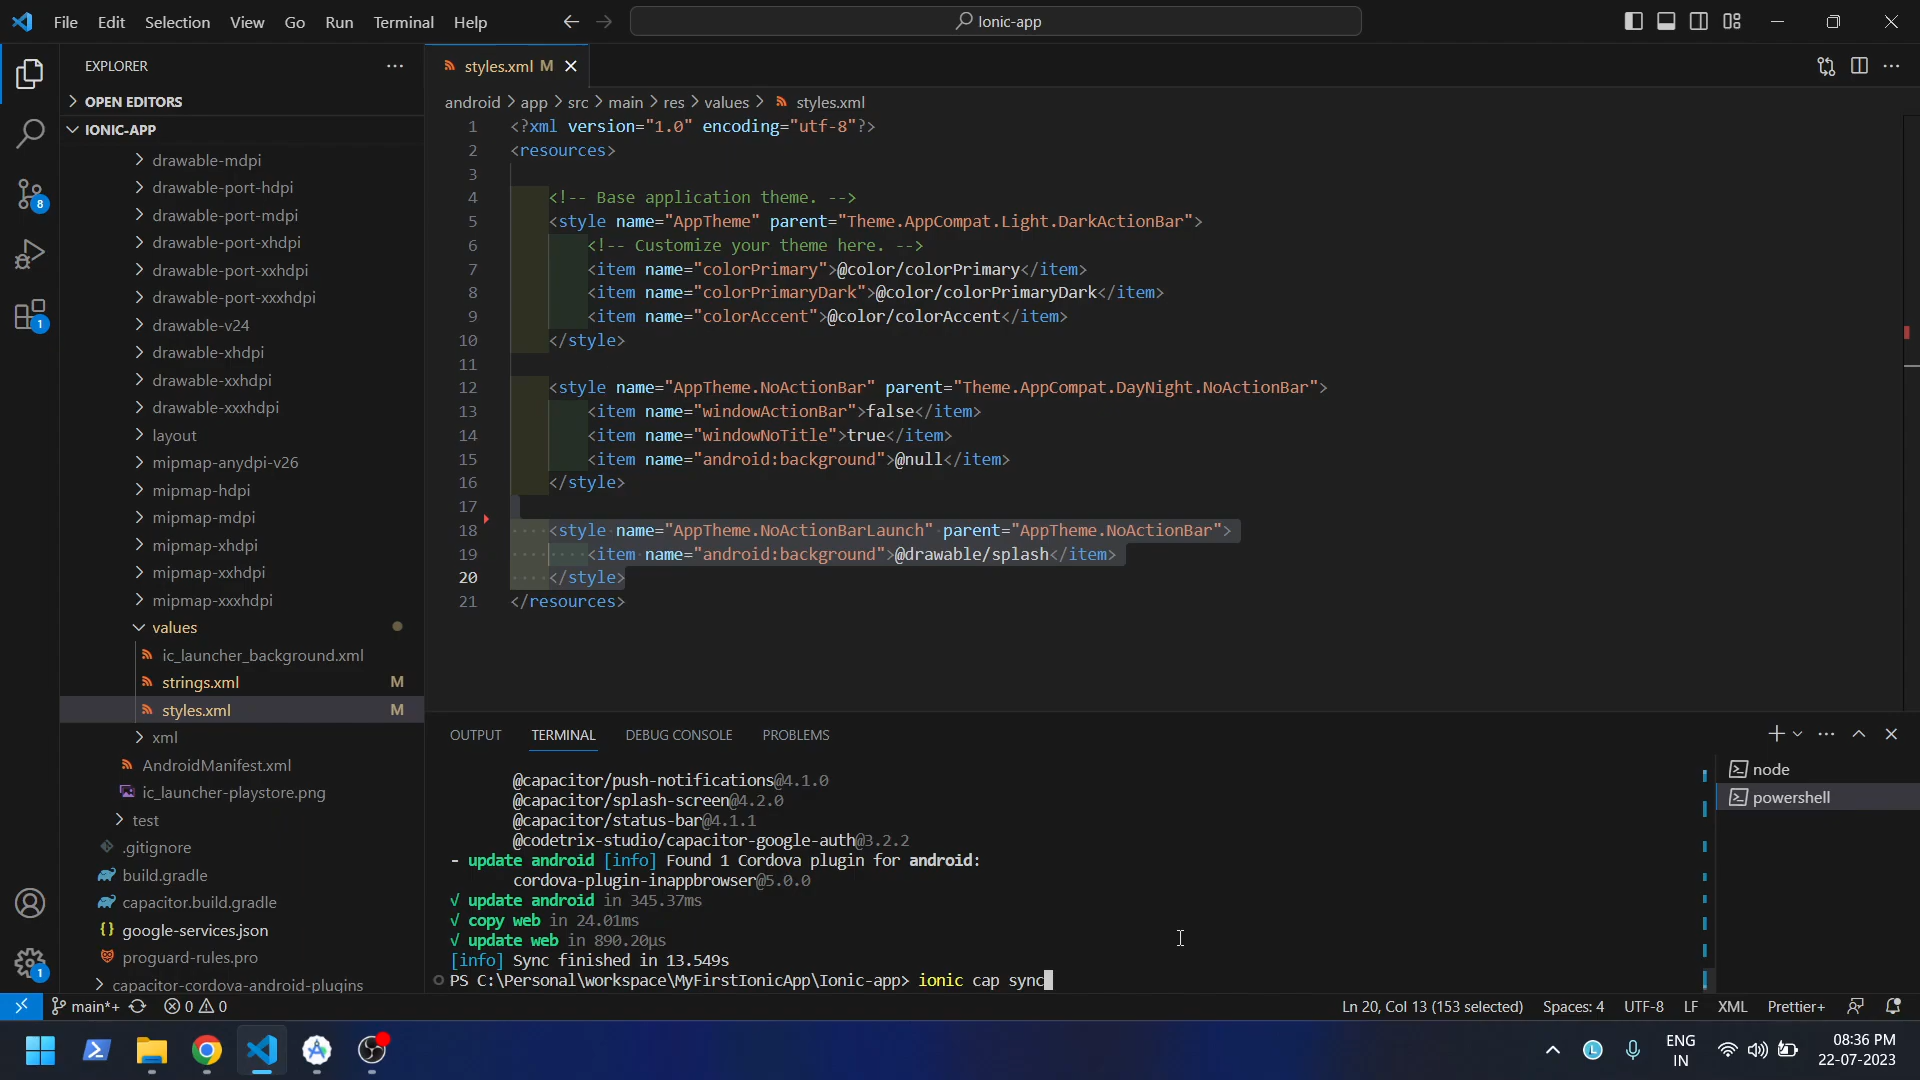 File Edit Selection View Go Run Terminal Help
Ionic-app
EXPLORER
OPEN EDITORS
IONIC-APP
drawable-mdpi
drawable-port-hdpi
drawable-port-mdpi
drawable-port-xhdpi
drawable-port-xxhdpi
drawable-port-xxxhdpi
drawable-v24
drawable-xhdpi
drawable-xxhdpi
drawable-xxxhdpi
layout
mipmap-anydpi-v26
mipmap-hdpi
mipmap-mdpi
mipmap-xhdpi
mipmap-xxhdpi
mipmap-xxxhdpi
values
ic_launcher_background.xml
strings.xml M
styles.xml M
xml
AndroidManifest.xml
ic_launcher-playstore.png
test
.gitignore
build.gradle
capacitor.build.gradle
{} google-services.json
proguard-rules.pro
capacitor-cordova-android-plugins
8
1
1
styles.xml M
android > app > src > main > res > values > styles.xml
1 <?xml version="1.0" encoding="utf-8"?>
2 <resources>
3
4 <!-- Base application theme. -->
5 <style name="AppTheme" parent="Theme.AppCompat.Light.DarkActionBar">
6 <!-- Customize your theme here. -->
7 <item name="colorPrimary">@color/colorPrimary</item>
8 <item name="colorPrimaryDark">@color/colorPrimaryDark</item>
9 <item name="colorAccent">@color/colorAccent</item>
10 </style>
11
12 <style name="AppTheme.NoActionBar" parent="Theme.AppCompat.DayNight.NoActionBar">
13 <item name="windowActionBar">false</item>
14 <item name="windowNoTitle">true</item>
15 <item name="android:background">@null</item>
16 </style>
17
18 <style name="AppTheme.NoActionBarLaunch" parent="AppTheme.NoActionBar">
19 <item name="android:background">@drawable/splash</item>
20 </style>
21 </resources>
OUTPUT TERMINAL DEBUG CONSOLE PROBLEMS
@capacitor/push-notifications@4.1.0
@capacitor/splash-screen@4.2.0
@capacitor/status-bar@4.1.1
@codetrix-studio/capacitor-google-auth@3.2.2
- update android [info] Found 1 Cordova plugin for android:
cordova-plugin-inappbrowser@5.0.0
√ update android in 345.37ms
√ copy web in 24.01ms
√ update web in 890.20μs
[info] Sync finished in 13.549s
PS C:\Personal\workspace\MyFirstIonicApp\Ionic-app> ionic cap sync
node
powershell
main*+ 0 0 Ln 20, Col 13 (153 selected) Spaces: 4 UTF-8 LF XML Prettier+
ENG
IN
08:36 PM
22-07-2023